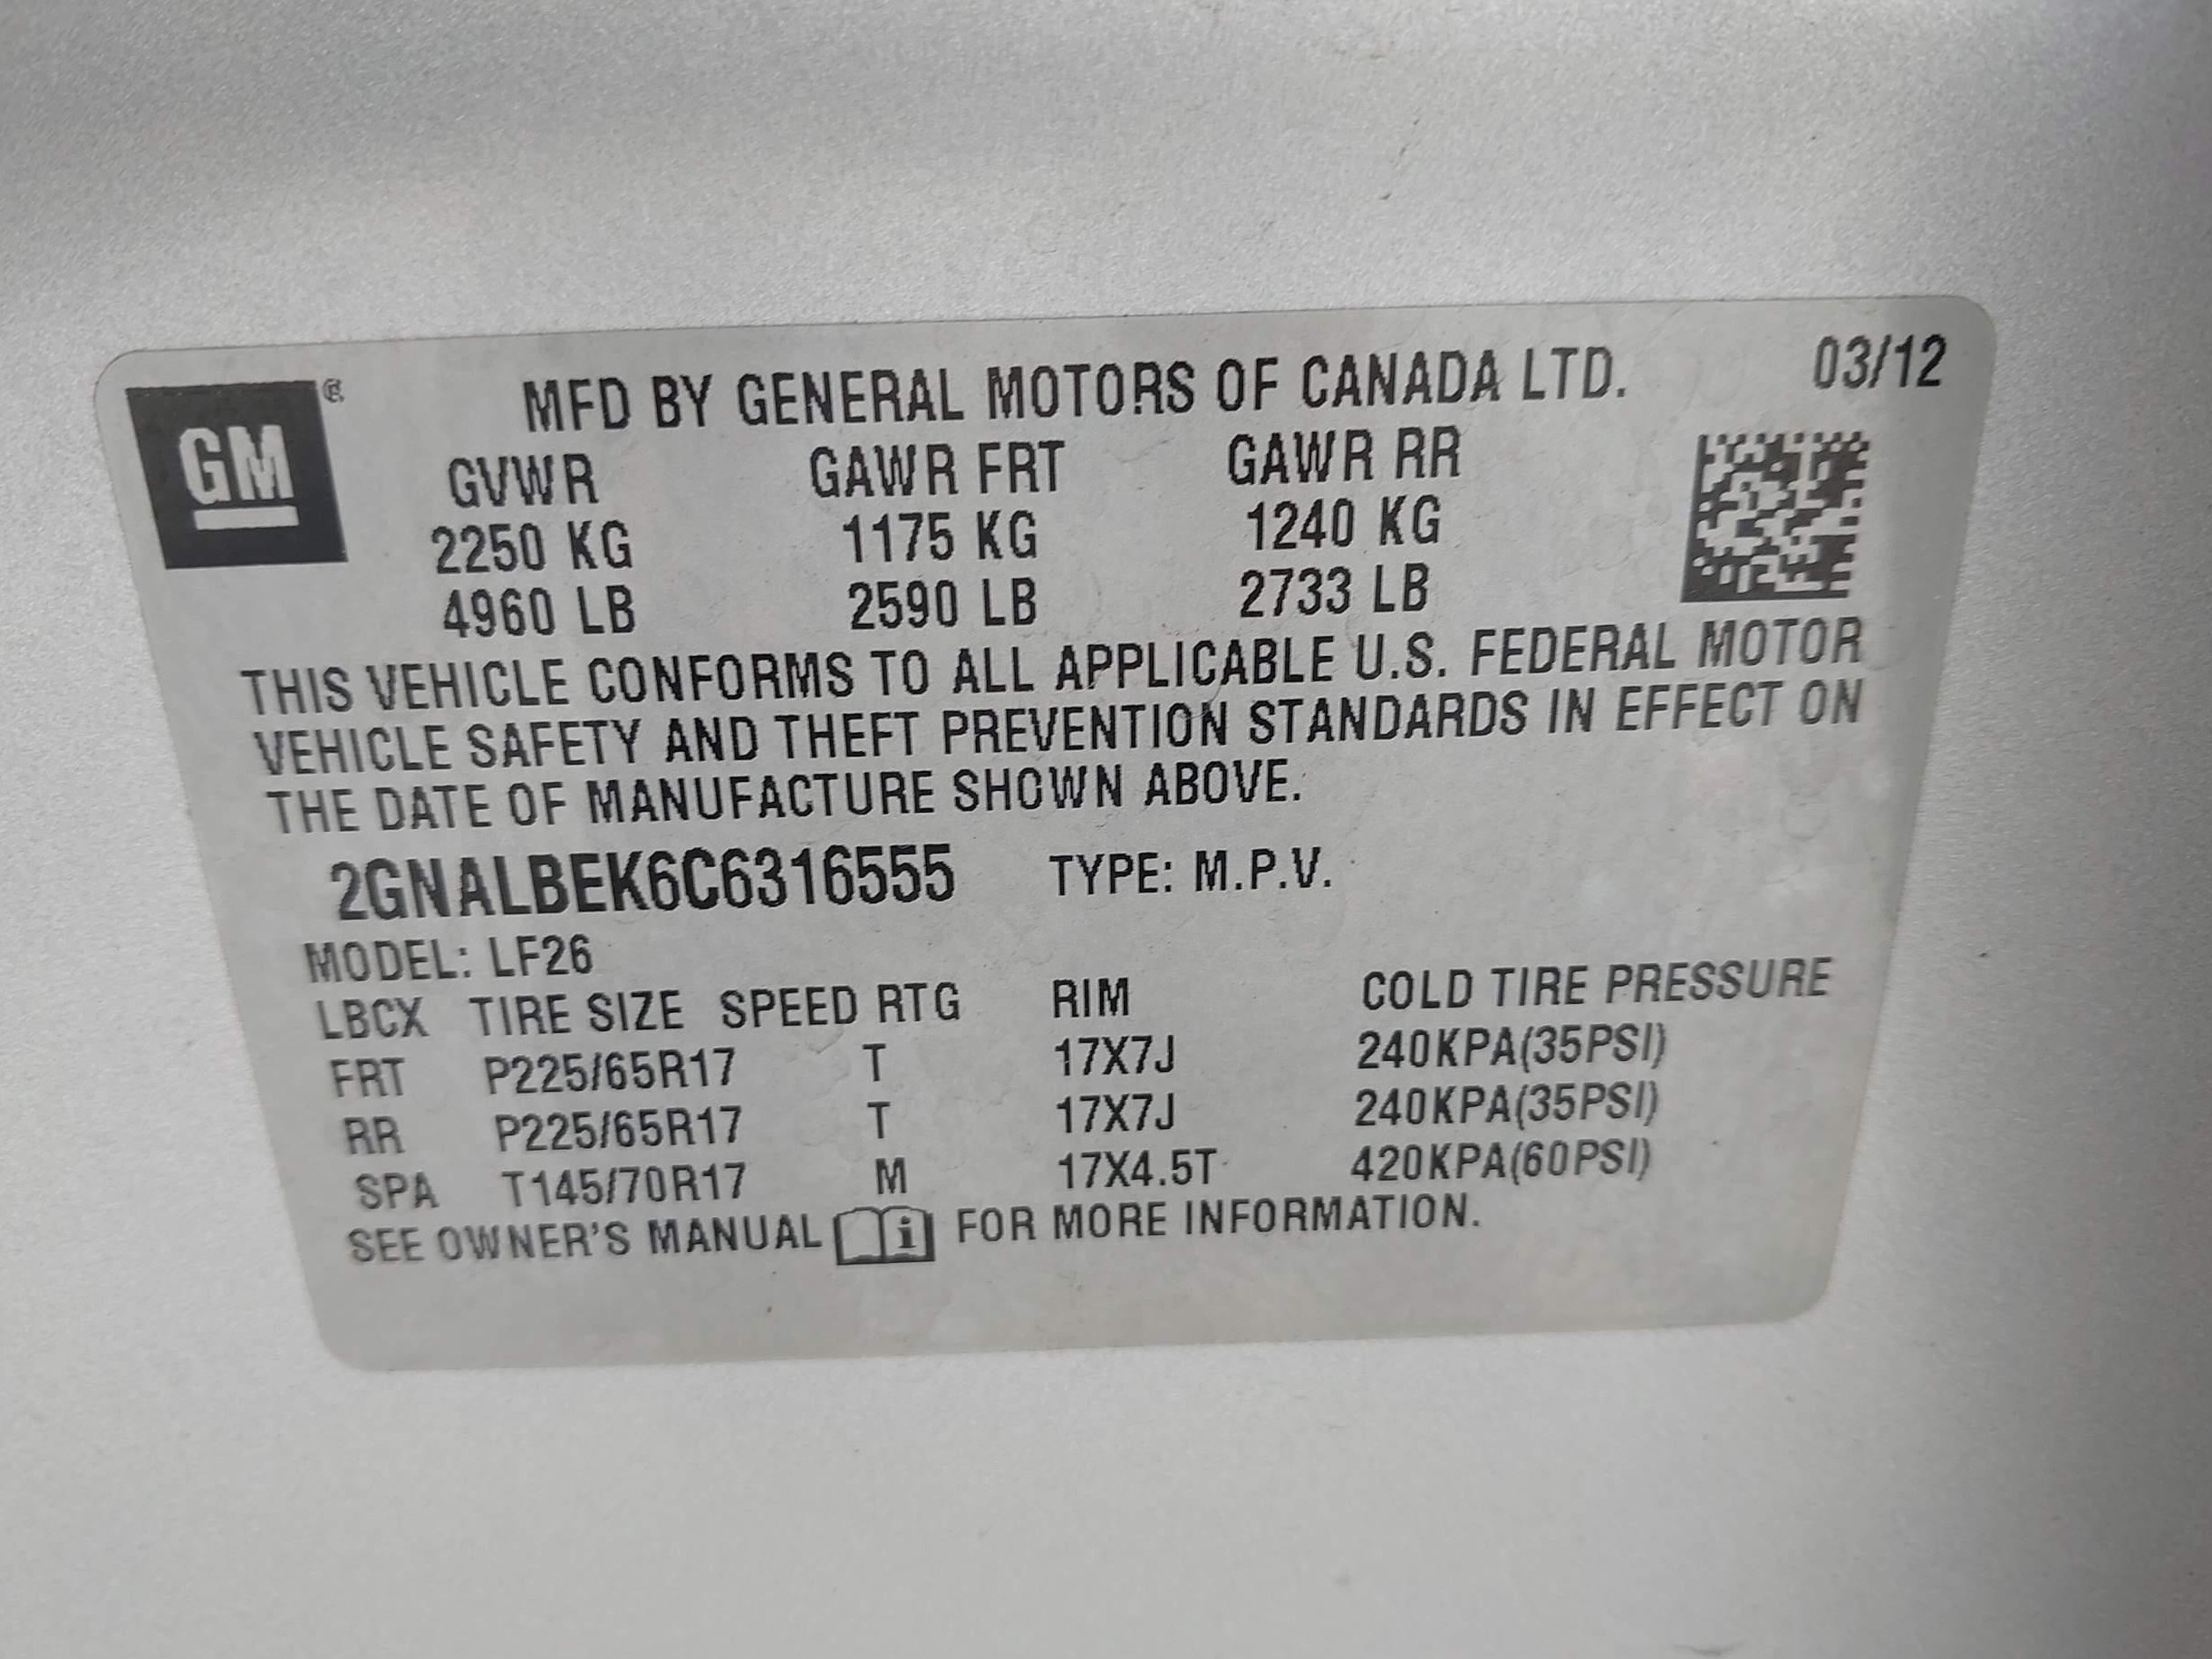 GM ®
MFD BY GENERAL MOTORS OF CANADA LTD. 03/12
GVWR GAWR FRT GAWR RR
2250 KG 1175 KG 1240 KG
4960 LB 2590 LB 2733 LB
THIS VEHICLE CONFORMS TO ALL APPLICABLE U.S. FEDERAL MOTOR
VEHICLE SAFETY AND THEFT PREVENTION STANDARDS IN EFFECT ON
THE DATE OF MANUFACTURE SHOWN ABOVE.
2GNALBEK6C6316555 TYPE: M.P.V.
MODEL: LF26
LBCX TIRE SIZE SPEED RTG RIM COLD TIRE PRESSURE
FRT P225/65R17 T 17X7J 240KPA(35PSI)
RR P225/65R17 T 17X7J 240KPA(35PSI)
SPA T145/70R17 M 17X4.5T 420KPA(60PSI)
SEE OWNER'S MANUAL i FOR MORE INFORMATION.